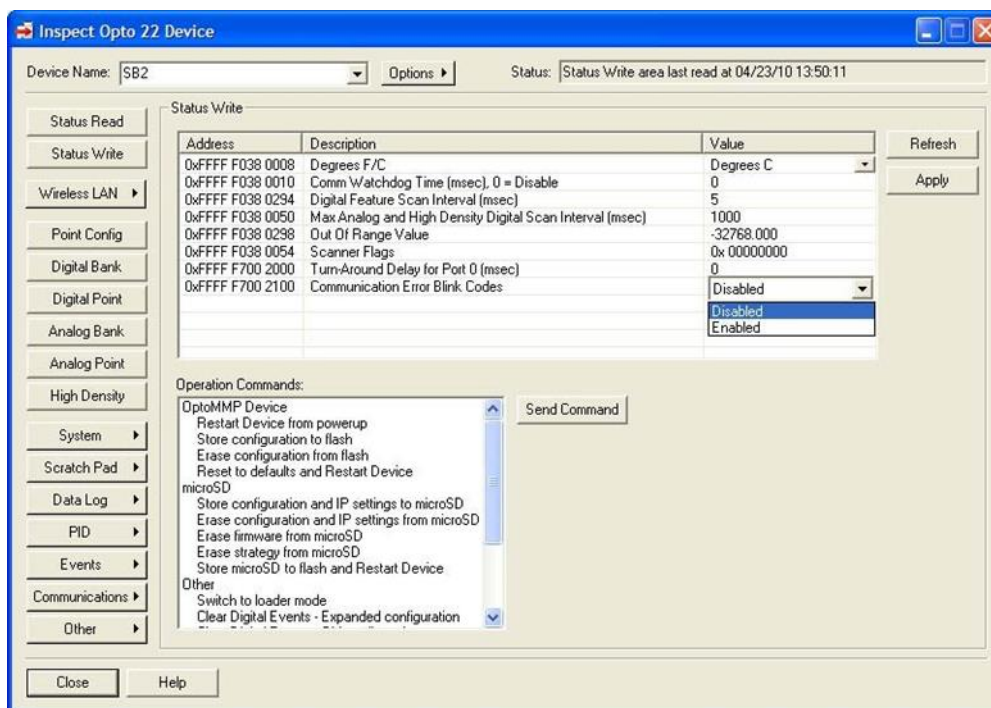 Inspect Opto 22 Device
Device Name: SB2 Options Status: Status Write area last read at 04/23/10 13:50:11
Status Read
Status Write
Wireless LAN
Point Config
Digital Bank
Digital Point
Analog Bank
Analog Point
High Density
System
Scratch Pad
Data Log
PID
Events
Communications
Other
Status Write
Address Description Value
0xFFFF F038 0008 Degrees F/C Degrees C
0xFFFF F038 0010 Comm Watchdog Time (msec), 0 = Disable 0
0xFFFF F038 0294 Digital Feature Scan Interval (msec) 5
0xFFFF F038 0050 Max Analog and High Density Digital Scan Interval (msec) 1000
0xFFFF F038 0298 Out Of Range Value -32768.000
0xFFFF F038 0054 Scanner Flags 0x 00000000
0xFFFF F700 2000 Turn-Around Delay for Port 0 (msec) 0
0xFFFF F700 2100 Communication Error Blink Codes Disabled
Disabled
Enabled
Refresh
Apply
Operation Commands:
OptoMMP Device
Restart Device from powerup
Store configuration to flash
Erase configuration from flash
Reset to defaults and Restart Device
microSD
Store configuration and IP settings to microSD
Erase configuration and IP settings from microSD
Erase firmware from microSD
Erase strategy from microSD
Store microSD to flash and Restart Device
Other
Switch to loader mode
Clear Digital Events - Expanded configuration
Send Command
Close Help